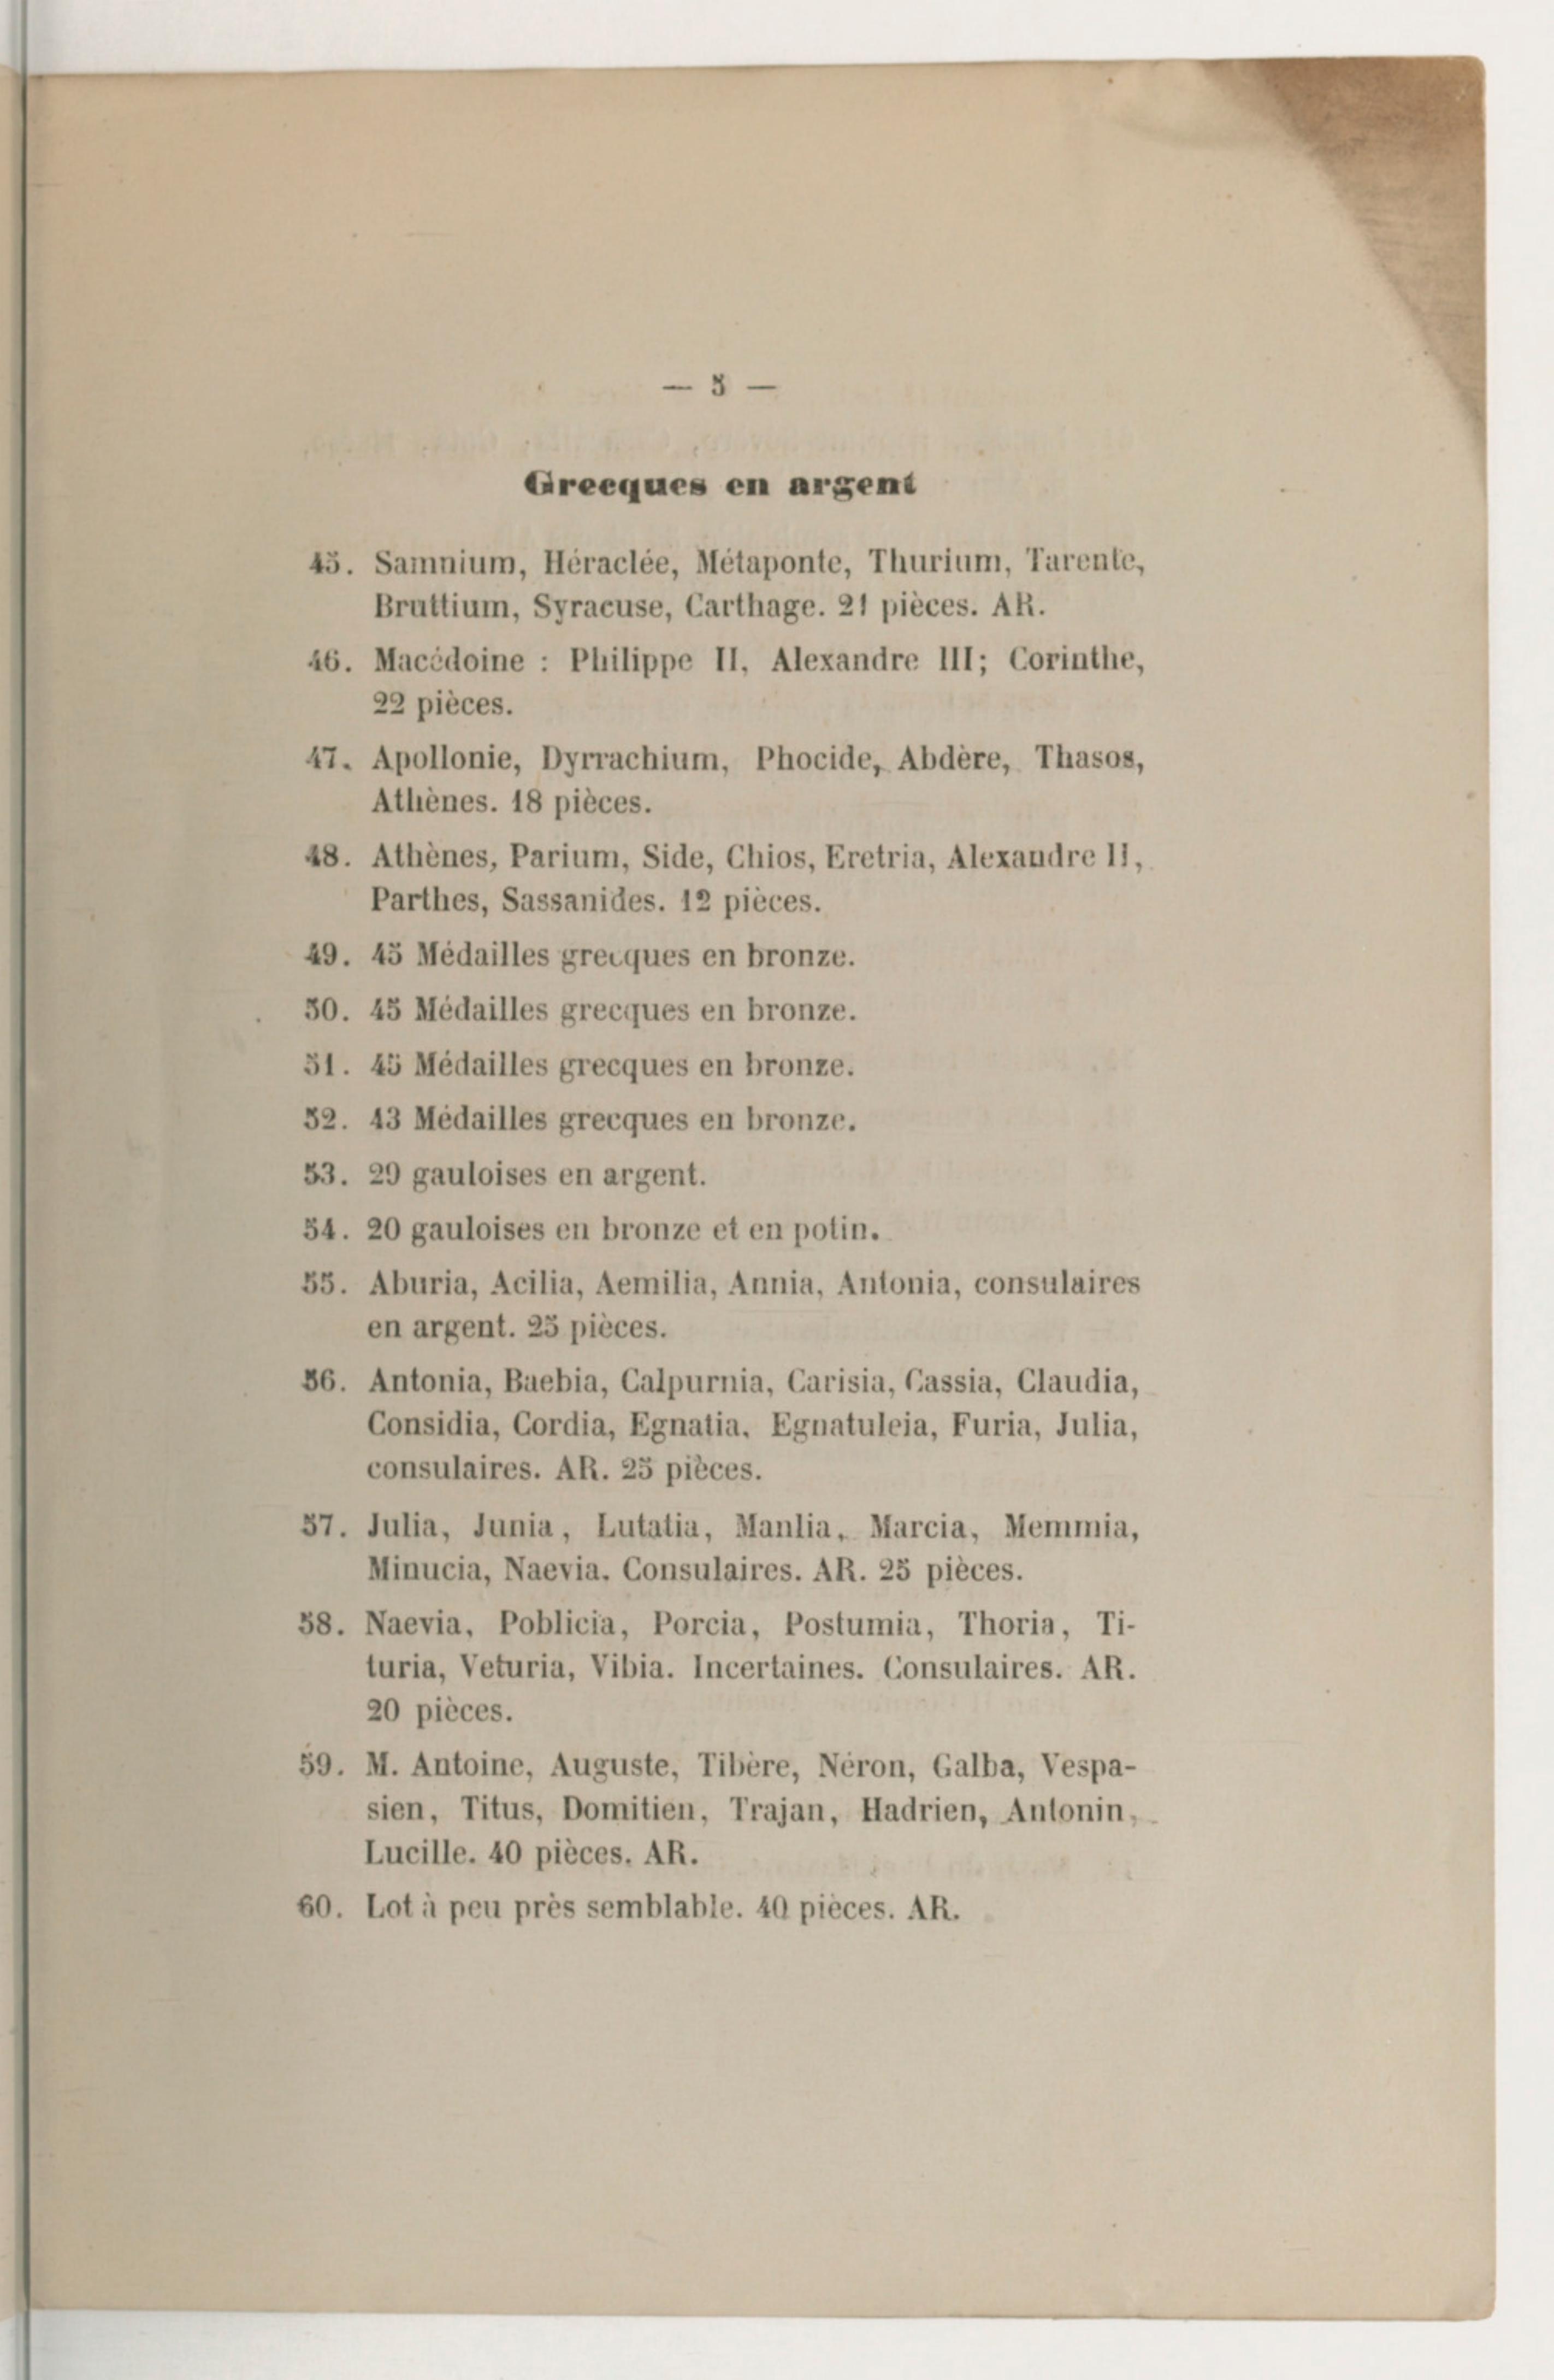 — 5 —
Grecques en argent
45. Samnium, Héraclée, Métaponte, Thurium, Tarente,
Bruttium, Syracuse, Carthage. 21 pièces. AR.
46. Macédoine : Philippe II, Alexandre III; Corinthe,
22 pièces.
47. Apollonie, Dyrrachium, Phocide, Abdère, Thasos,
Athènes. 18 pièces.
48. Athènes, Parium, Side, Chios, Eretria, Alexandre II,
Parthes, Sassanides. 12 pièces.
49. 45 Médailles grecques en bronze.
50. 45 Médailles grecques en bronze.
51. 45 Médailles grecques en bronze.
52. 43 Médailles grecques en bronze.
53. 29 gauloises en argent.
54. 20 gauloises en bronze et en potin.
55. Aburia, Acilia, Aemilia, Annia, Antonia, consulaires
en argent. 25 pièces.
56. Antonia, Baebia, Calpurnia, Carisia, Cassia, Claudia,
Considia, Cordia, Egnatia, Egnatuleia, Furia, Julia,
consulaires. AR. 25 pièces.
57. Julia, Junia, Lutatia, Manlia, Marcia, Memmia,
Minucia, Naevia. Consulaires. AR. 25 pièces.
58. Naevia, Poblicia, Porcia, Postumia, Thoria, Ti-
turia, Veturia, Vibia. Incertaines. Consulaires. AR.
20 pièces.
59. M. Antoine, Auguste, Tibère, Néron, Galba, Vespa-
sien, Titus, Domitien, Trajan, Hadrien, Antonin,
Lucille. 40 pièces. AR.
60. Lot à peu près semblable. 40 pièces. AR.